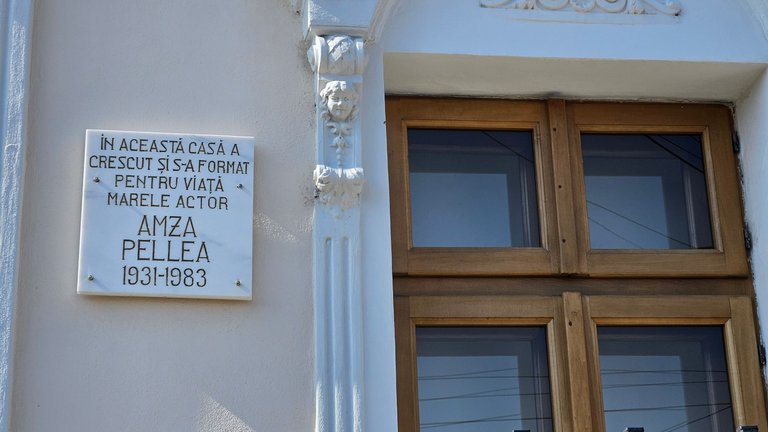 ÎN ACEASTĂ CASĂ A
CRESCUT ȘI S-A FORMAT
PENTRU VIAȚĂ
MARELE ACTOR
AMZA
PELLEA
1931-1983